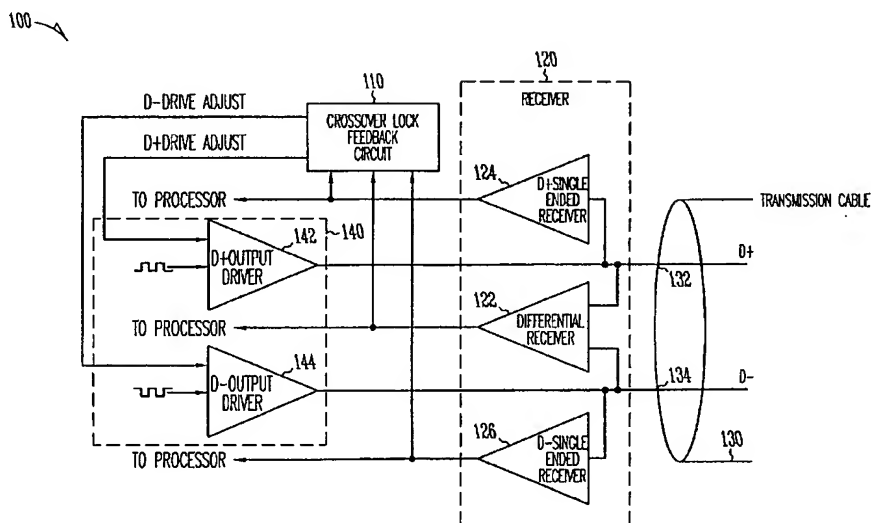 100
120
RECEIVER
110
CROSSOVER LOCK
FEEDBACK
CIRCUIT
D-DRIVE ADJUST
D+DRIVE ADJUST
TO PROCESSOR
124
D+SINGLE
ENDED
RECEIVER
TRANSMISSION CABLE
140
142
D+OUTPUT
DRIVER
D+
132
122
DIFFERENTIAL
RECEIVER
TO PROCESSOR
144
D-OUTPUT
DRIVER
134
D-
126
D-SINGLE
ENDED
RECEIVER
130
TO PROCESSOR